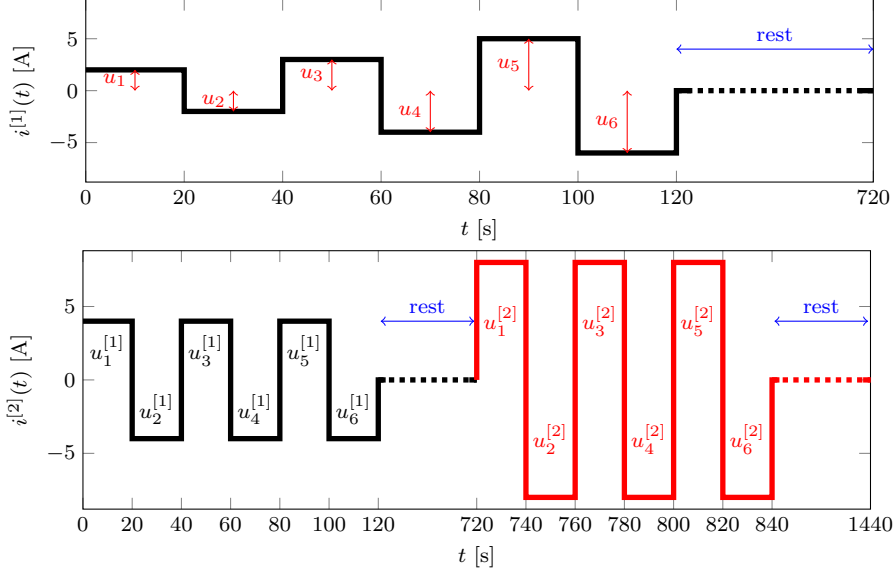 i^{[1]}(t) [A]
5
0
−5
u_1
u_2
u_3
u_4
u_5
u_6
rest
0 20 40 60 80 100 120 720
t [s]
i^{[2]}(t) [A]
5
0
−5
u_1^{[1]}
u_2^{[1]}
u_3^{[1]}
u_4^{[1]}
u_5^{[1]}
u_6^{[1]}
rest
u_1^{[2]}
u_2^{[2]}
u_3^{[2]}
u_4^{[2]}
u_5^{[2]}
u_6^{[2]}
rest
0 20 40 60 80 100 120 720 740 760 780 800 820 840 1440
t [s]